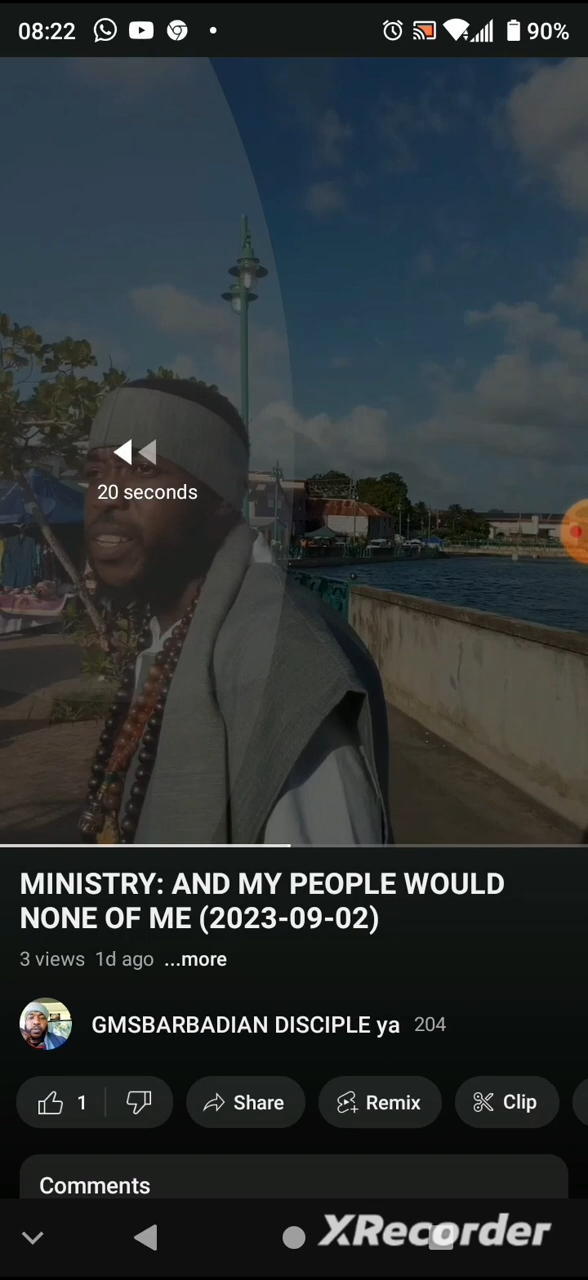 08:22
90%
20 seconds
MINISTRY: AND MY PEOPLE WOULD
NONE OF ME (2023-09-02)
3 views 1d ago ...more
GMSBARBADIAN DISCIPLE ya 204
1 Share Remix Clip
Comments
XRecorder